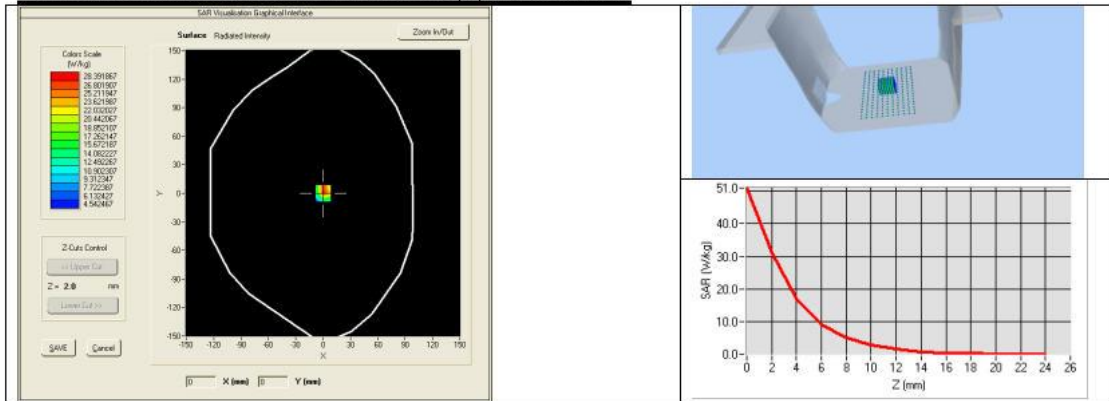 SAR Visualisation Graphical Interface
Surface Radiated Intensity
Zoom In/Out
Colors Scale
(W/kg)
28.391867
26.801907
25.211947
23.621987
22.032027
20.442067
18.852107
17.262147
15.672187
14.082227
12.492267
10.902307
9.312347
7.722387
6.132427
4.542467
Z-Cuts Control
<< Upper Cut
Z = 2.0 mm
Lower Cut >>
SAVE Cancel
150-
120-
90-
60-
30-
0-
-30-
-60-
-90-
-120-
-150-
Y
-150 -120 -90 -60 -30 0 30 60 90 120 150
X
0 X (mm) 0 Y (mm)
51.0-
40.0-
30.0-
20.0-
10.0-
0.0-
SAR (W/kg)
0 2 4 6 8 10 12 14 16 18 20 22 24 26
Z (mm)